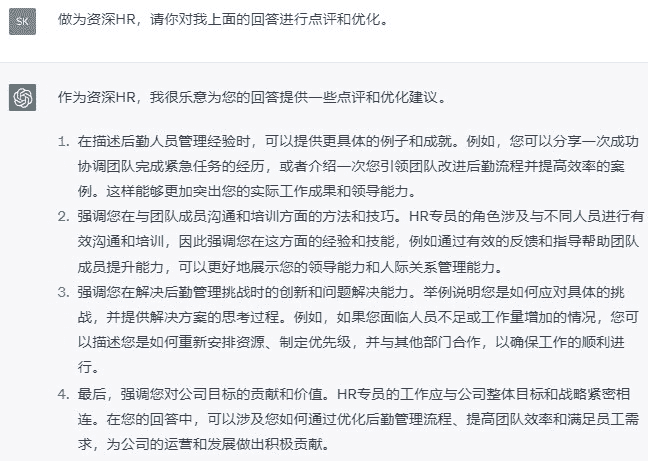 SK
做为资深HR，请你对我上面的回答进行点评和优化。
作为资深HR，我很乐意为您的回答提供一些点评和优化建议。
1. 在描述后勤人员管理经验时，可以提供更具体的例子和成就。例如，您可以分享一次成功
协调团队完成紧急任务的经历，或者介绍一次您引领团队改进后勤流程并提高效率的案
例。这样能够更加突出您的实际工作成果和领导能力。
2. 强调您在与团队成员沟通和培训方面的方法和技巧。HR专员的角色涉及与不同人员进行有
效沟通和培训，因此强调您在这方面的经验和技能，例如通过有效的反馈和指导帮助团队
成员提升能力，可以更好地展示您的领导能力和人际关系管理能力。
3. 强调您在解决后勤管理挑战时的创新和问题解决能力。举例说明您是如何应对具体的挑
战，并提供解决方案的思考过程。例如，如果您面临人员不足或工作量增加的情况，您可
以描述您是如何重新安排资源、制定优先级，并与其他部门合作，以确保工作的顺利进
行。
4. 最后，强调您对公司目标的贡献和价值。HR专员的工作应与公司整体目标和战略紧密相
连。在您的回答中，可以涉及您如何通过优化后勤管理流程、提高团队效率和满足员工需
求，为公司的运营和发展做出积极贡献。